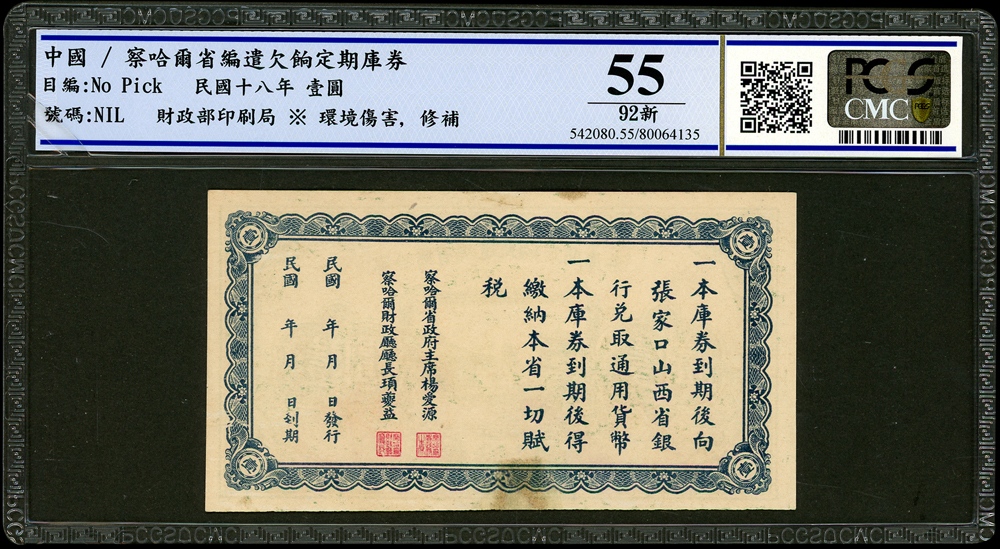 中國 / 察哈爾省編遣欠餉定期庫券
目編:No Pick 民國十八年 壹圓
號碼:NIL 財政部印刷局 ※ 環境傷害, 修補
55
92新
542080.55/80064135
PCGS
CMC
一本庫券到期後向
張家口山西省銀
行兑取通用貨幣
一本庫券到期後得
繳納本省一切賦
税
察哈爾省政府主席楊愛源
察哈爾財政廳廳長項夔益
民國 年 月 日發行
民國 年 月 日到期